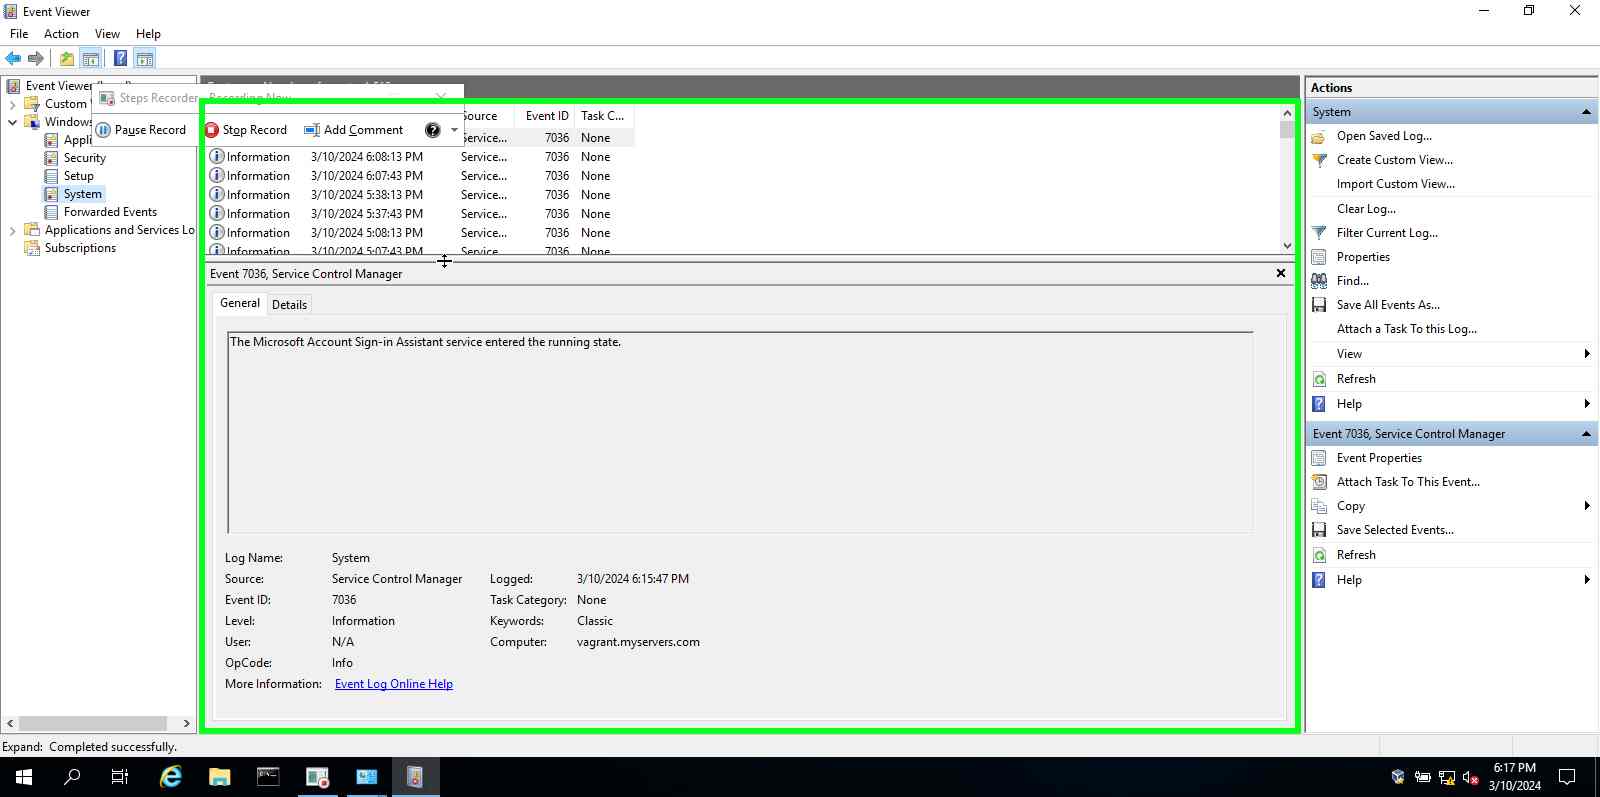 Event Viewer
File Action View Help
Event Viewer
Custom
Windows
Appli
Security
Setup
System
Forwarded Events
Applications and Services Lo
Subscriptions
Steps Recorder - Recording Now
Pause Record Stop Record Add Comment
ource Event ID Task C...
Service... 7036 None
Information 3/10/2024 6:08:13 PM Service... 7036 None
Information 3/10/2024 6:07:43 PM Service... 7036 None
Information 3/10/2024 5:38:13 PM Service... 7036 None
Information 3/10/2024 5:37:43 PM Service... 7036 None
Information 3/10/2024 5:08:13 PM Service... 7036 None
Information 3/10/2024 5:07:43 PM Service 7036 None
Event 7036, Service Control Manager
General Details
The Microsoft Account Sign-in Assistant service entered the running state.
Log Name: System
Source: Service Control Manager Logged: 3/10/2024 6:15:47 PM
Event ID: 7036 Task Category: None
Level: Information Keywords: Classic
User: N/A Computer: vagrant.myservers.com
OpCode: Info
More Information: Event Log Online Help
Actions
System
Open Saved Log...
Create Custom View...
Import Custom View...
Clear Log...
Filter Current Log...
Properties
Find...
Save All Events As...
Attach a Task To this Log...
View
Refresh
Help
Event 7036, Service Control Manager
Event Properties
Attach Task To This Event...
Copy
Save Selected Events...
Refresh
Help
Expand: Completed successfully.
6:17 PM
3/10/2024